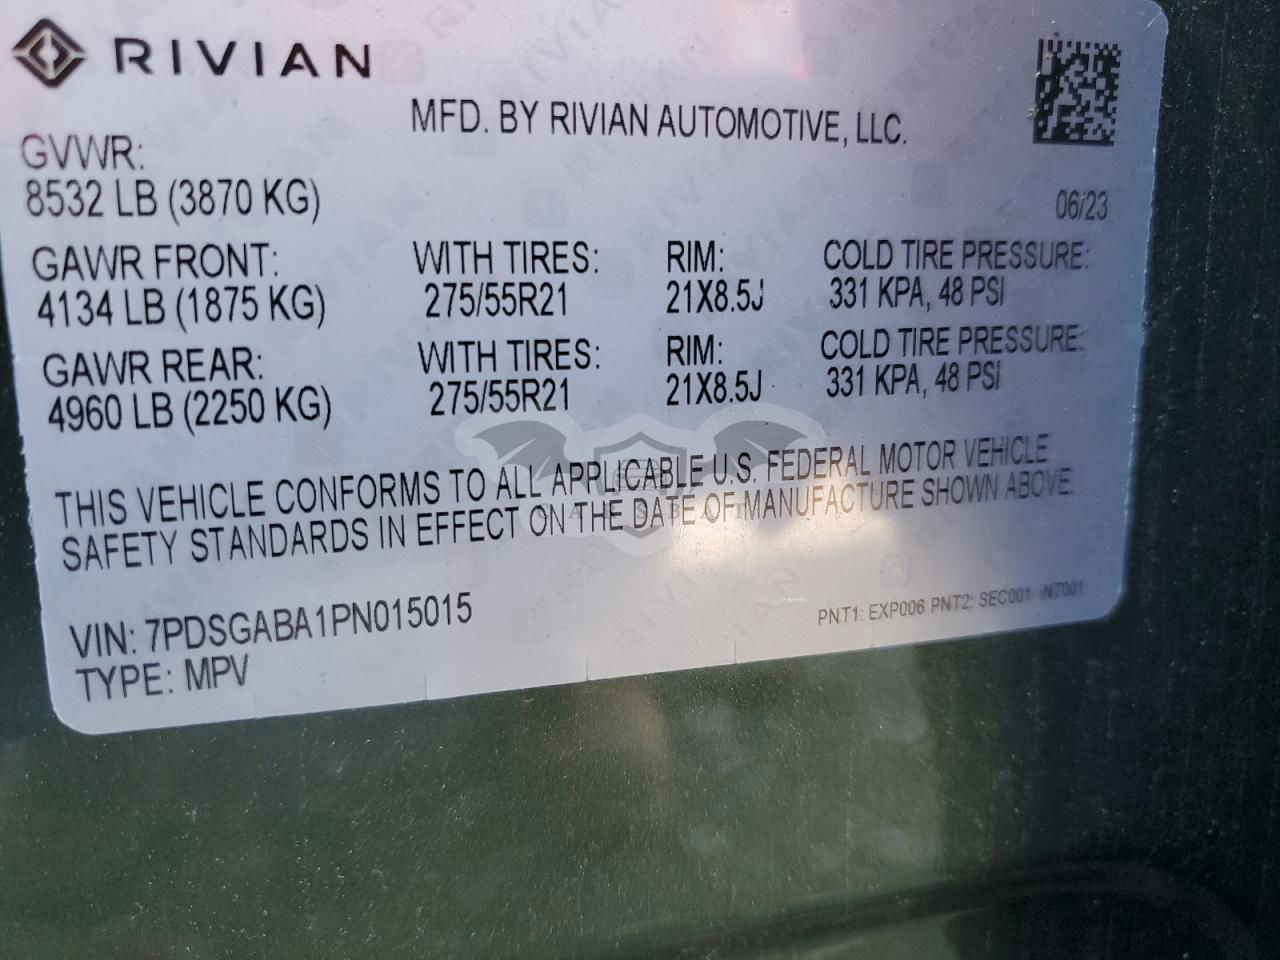 RIVIAN
MFD. BY RIVIAN AUTOMOTIVE, LLC.
GVWR:
8532 LB (3870 KG)
06/23
GAWR FRONT: WITH TIRES: RIM: COLD TIRE PRESSURE:
4134 LB (1875 KG) 275/55R21 21X8.5J 331 KPA, 48 PSI
GAWR REAR: WITH TIRES: RIM: COLD TIRE PRESSURE:
4960 LB (2250 KG) 275/55R21 21X8.5J 331 KPA, 48 PSI
THIS VEHICLE CONFORMS TO ALL APPLICABLE U.S. FEDERAL MOTOR VEHICLE
SAFETY STANDARDS IN EFFECT ON THE DATE OF MANUFACTURE SHOWN ABOVE.
VIN: 7PDSGABA1PN015015
PNT1: EXP006 PNT2: SEC001 INT001
TYPE: MPV